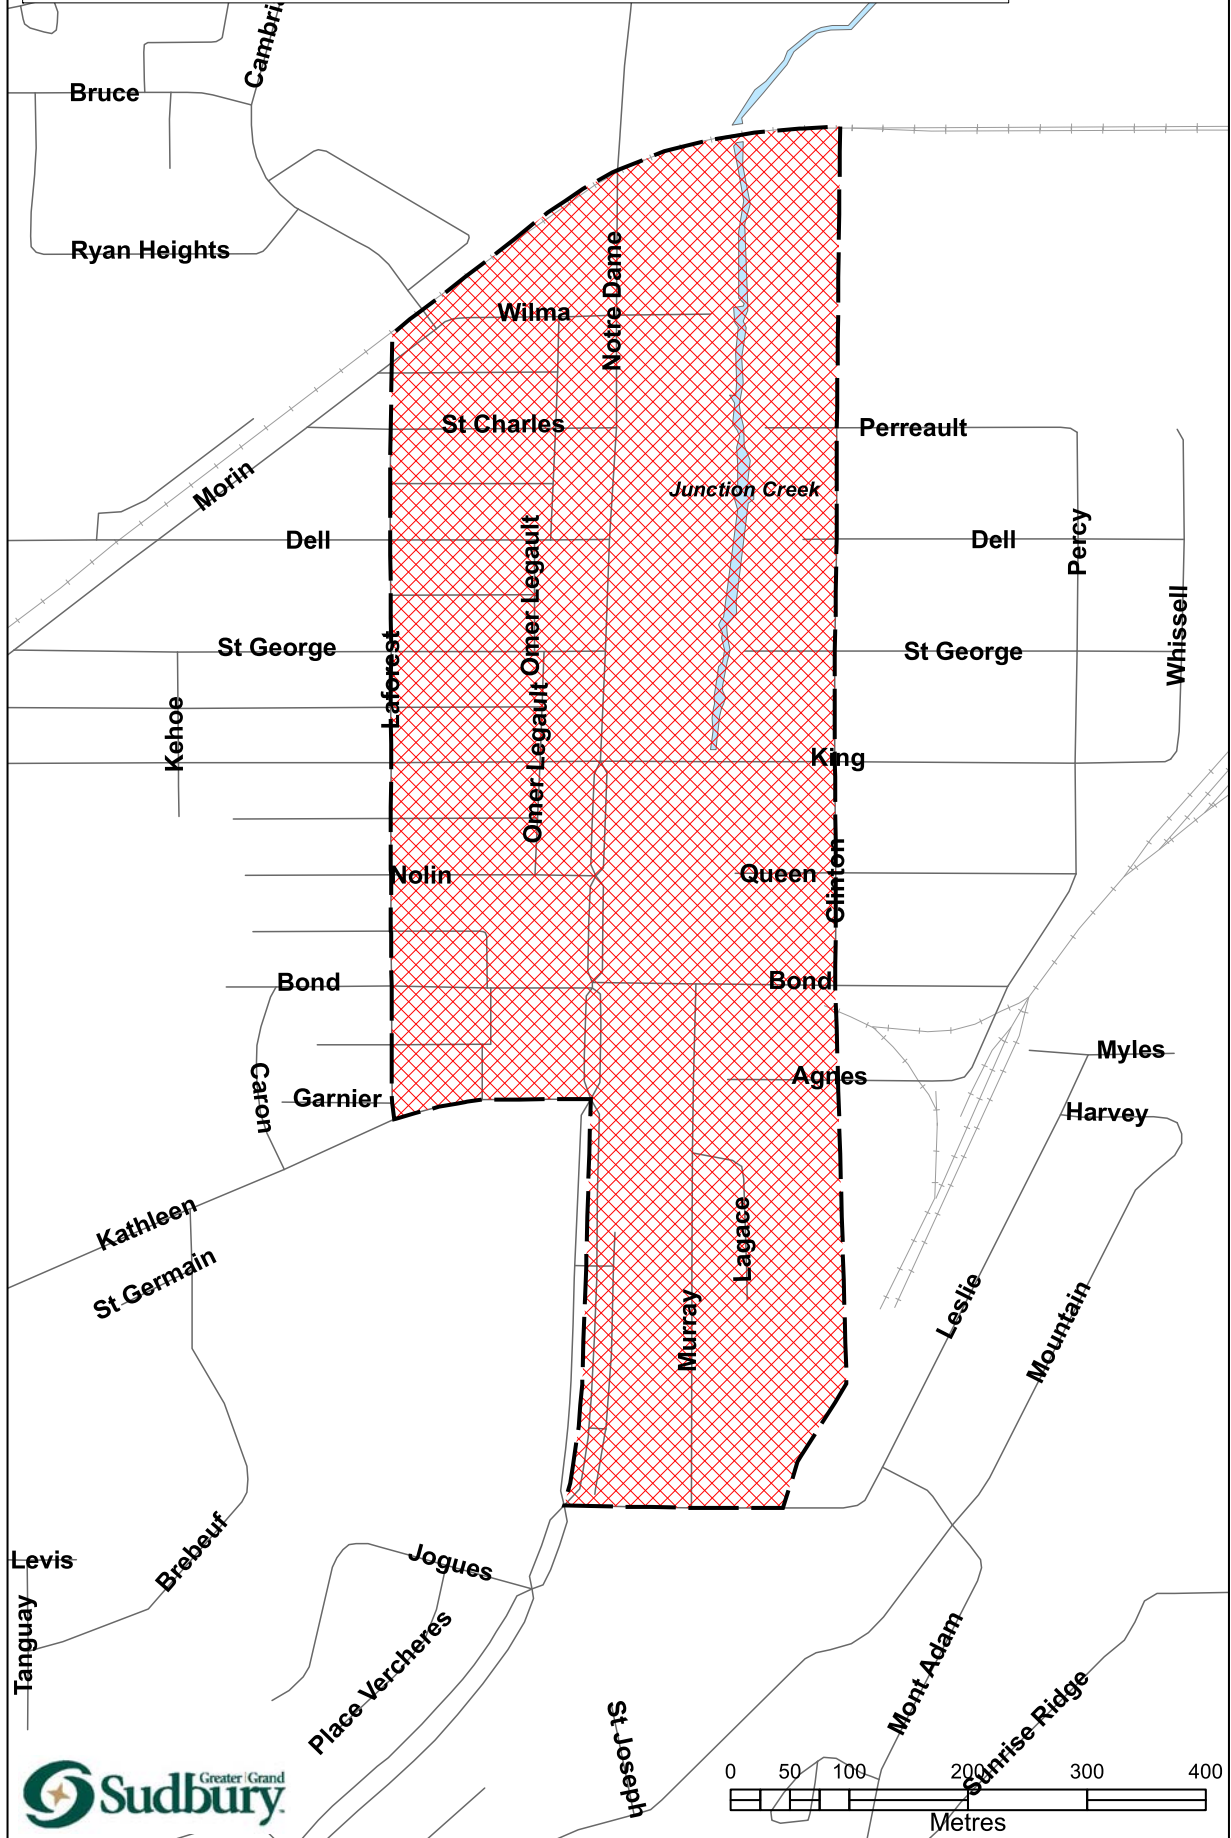 Bruce
Ryan Heights
Notre Dame
Wilma
St Charles
Perreault
Morin
Junction Creek
Dell
Omer Legault
Dell
Percy
St George
Laforest
St George
Whissell
Kehoe
Omer Legault
King
Nolin
Queen
Clinton
Bond
Bond
Caron
Garnier
Agnes
Myles
Harvey
Kathleen
St Germain
Lagace
Murray
Leslie
Mountain
Levis
Brebeuf
Jogues
Tanguay
Place Vercheres
St Joseph
Mont Adam
Sunrise Ridge
Greater | Grand
Sudbury
0 50 100 200 300 400
Metres